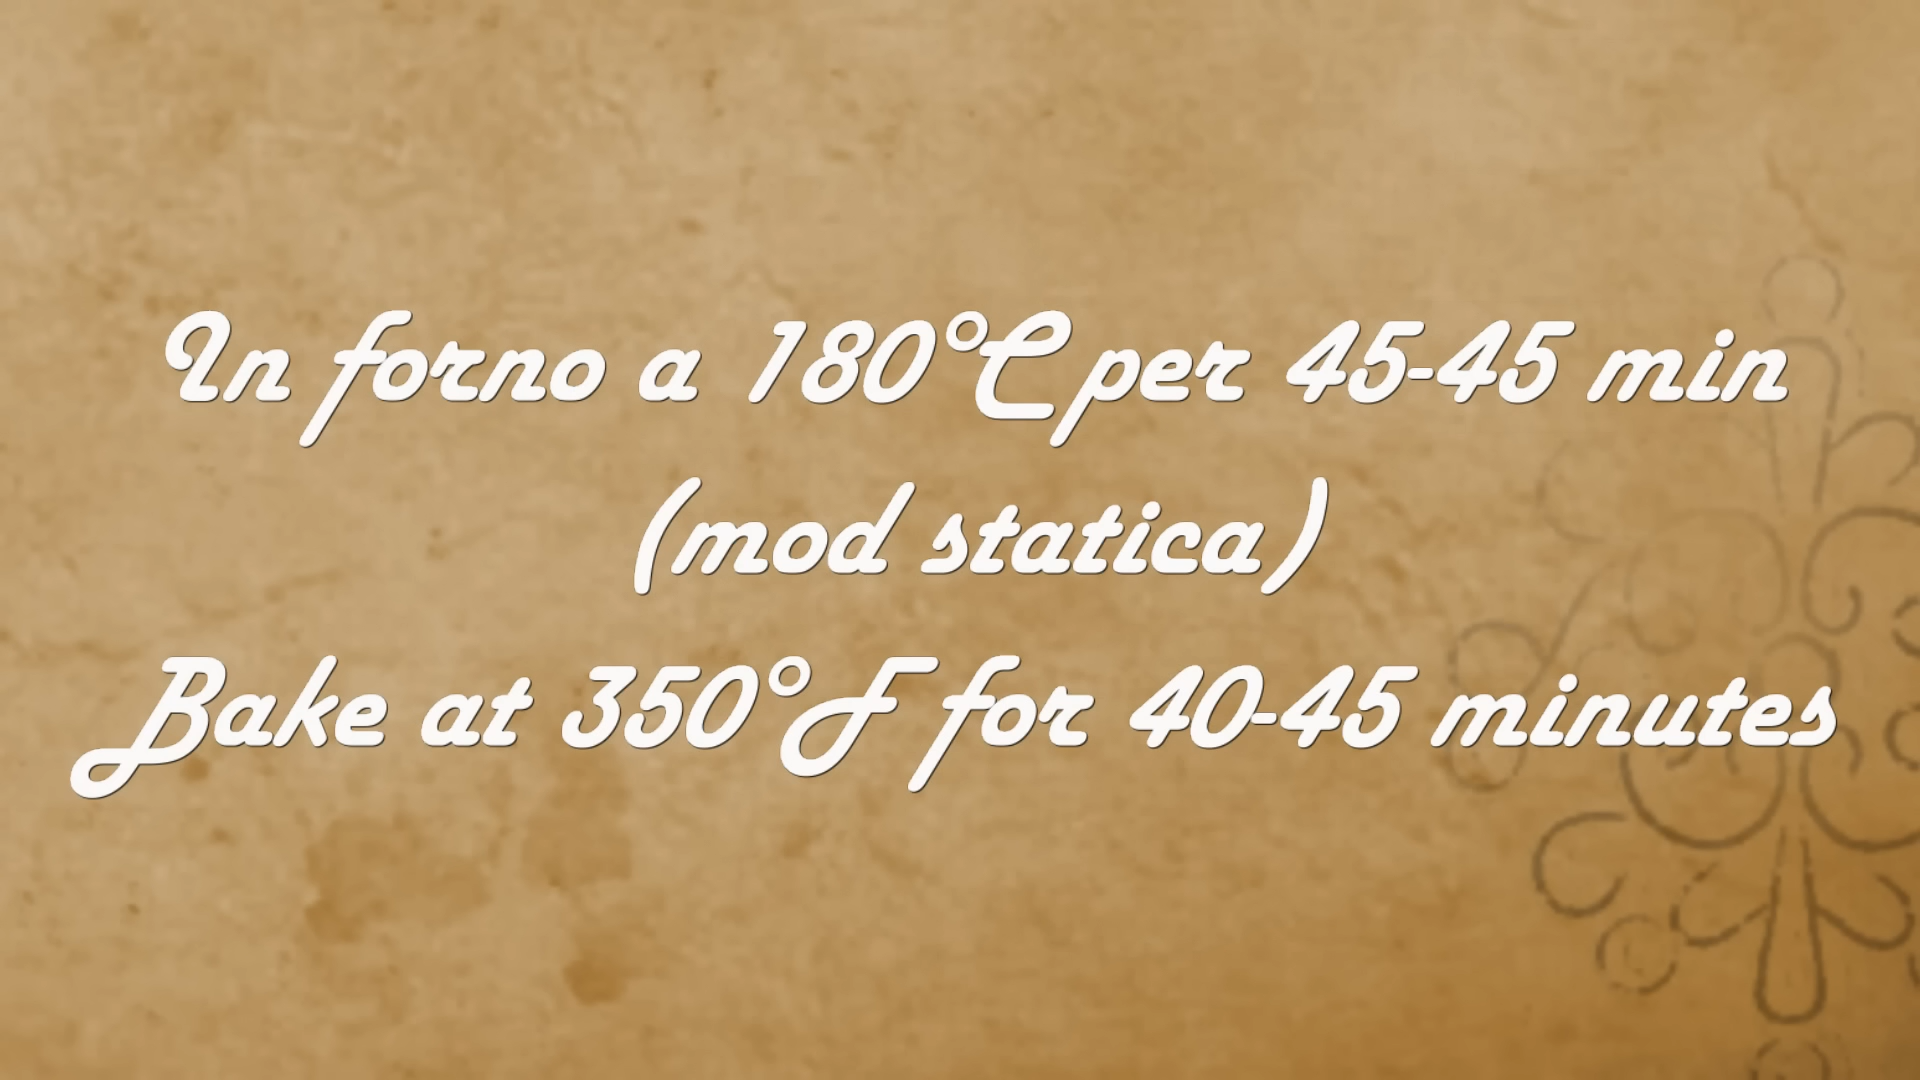 In forno a 180°C per 45-45 min
(mod statica)
Bake at 350°F for 40-45 minutes